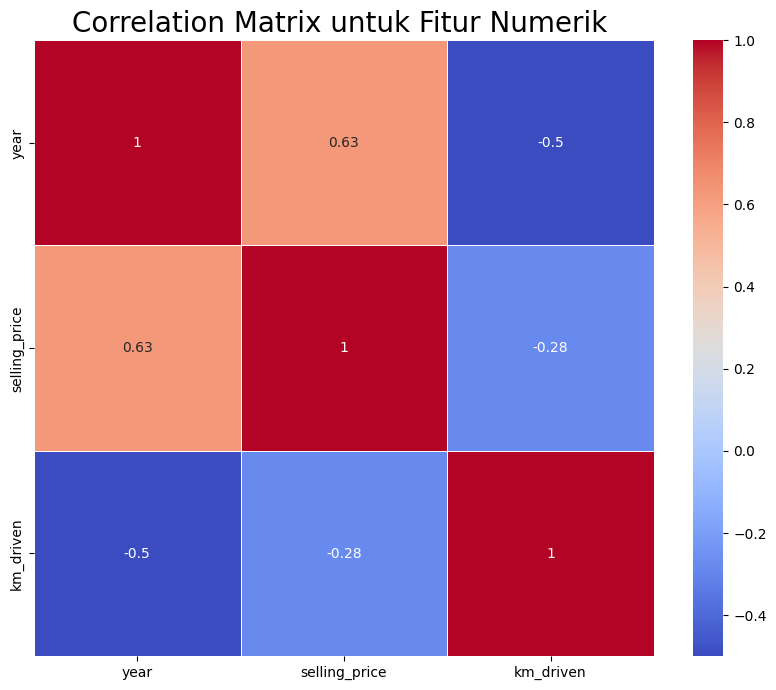 Correlation Matrix untuk Fitur Numerik
year
1
0.63
-0.5
selling_price
0.63
1
-0.28
km_driven
-0.5
-0.28
1
year
selling_price
km_driven
1.0
0.8
0.6
0.4
0.2
0.0
−0.2
−0.4